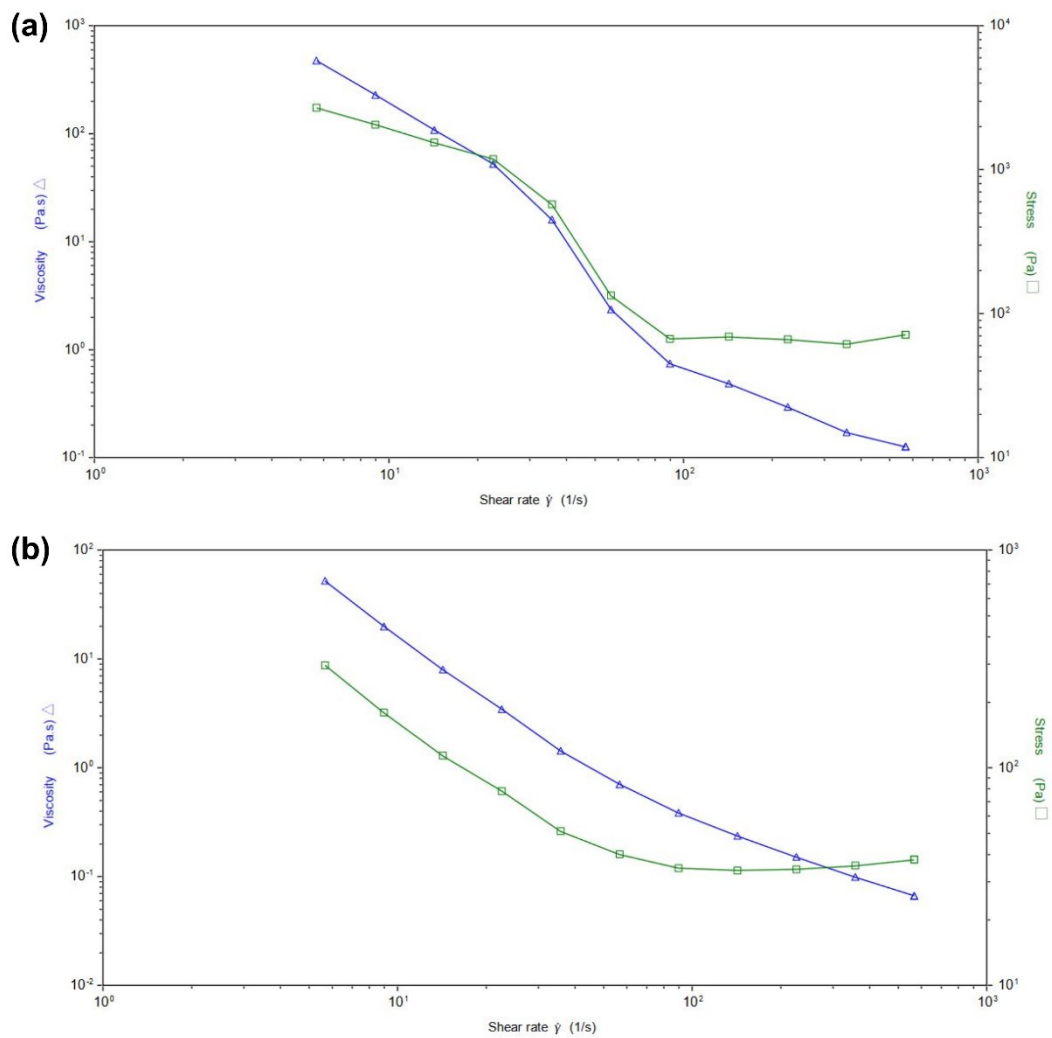 (a)
10³
10²
10¹
10⁰
10⁻¹
Viscosity (Pa.s) △
10⁴
10³
10²
10¹
Stress (Pa) □
10⁰ 10¹ 10² 10³
Shear rate γ̇ (1/s)
(b)
10²
10¹
10⁰
10⁻¹
10⁻²
Viscosity (Pa.s) △
10³
10²
10¹
Stress (Pa) □
10⁰ 10¹ 10² 10³
Shear rate γ̇ (1/s)